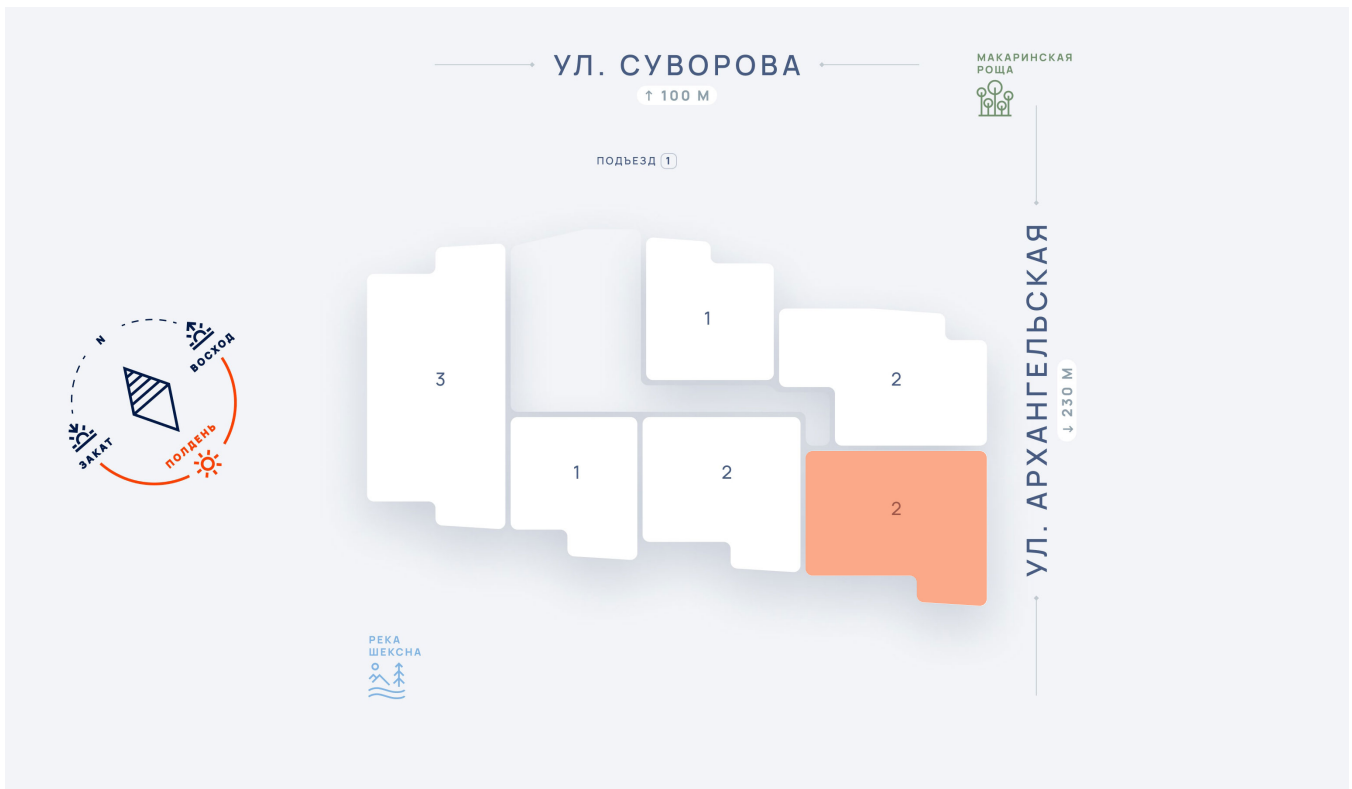 УЛ. СУВОРОВА
↑ 100 М
МАКАРИНСКАЯ
РОЩА
ПОДЪЕЗД 1
УЛ. АРХАНГЕЛЬСКАЯ
↓ 230 М
N
ВОСХОД
ПОЛДЕНЬ
ЗАКАТ
3
1
2
1
2
2
РЕКА
ШЕКСНА